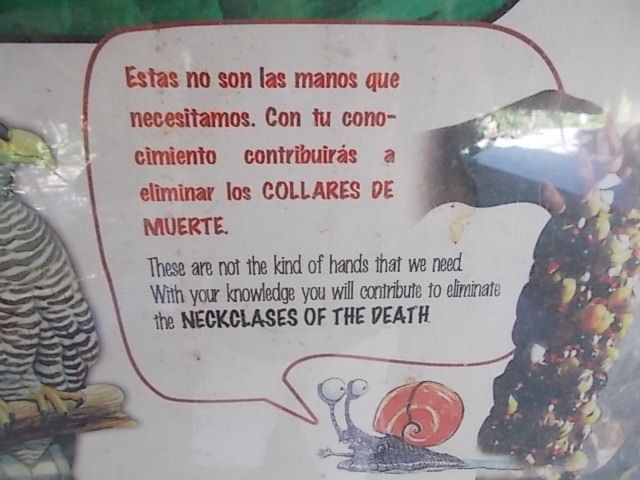 Estas no son las manos que
necesitamos. Con tu cono-
cimiento contribuirás a
eliminar los COLLARES DE
MUERTE.
These are not the kind of hands that we need
With your knowledge you will contribute to eliminate
the NECKCLASES OF THE DEATH.